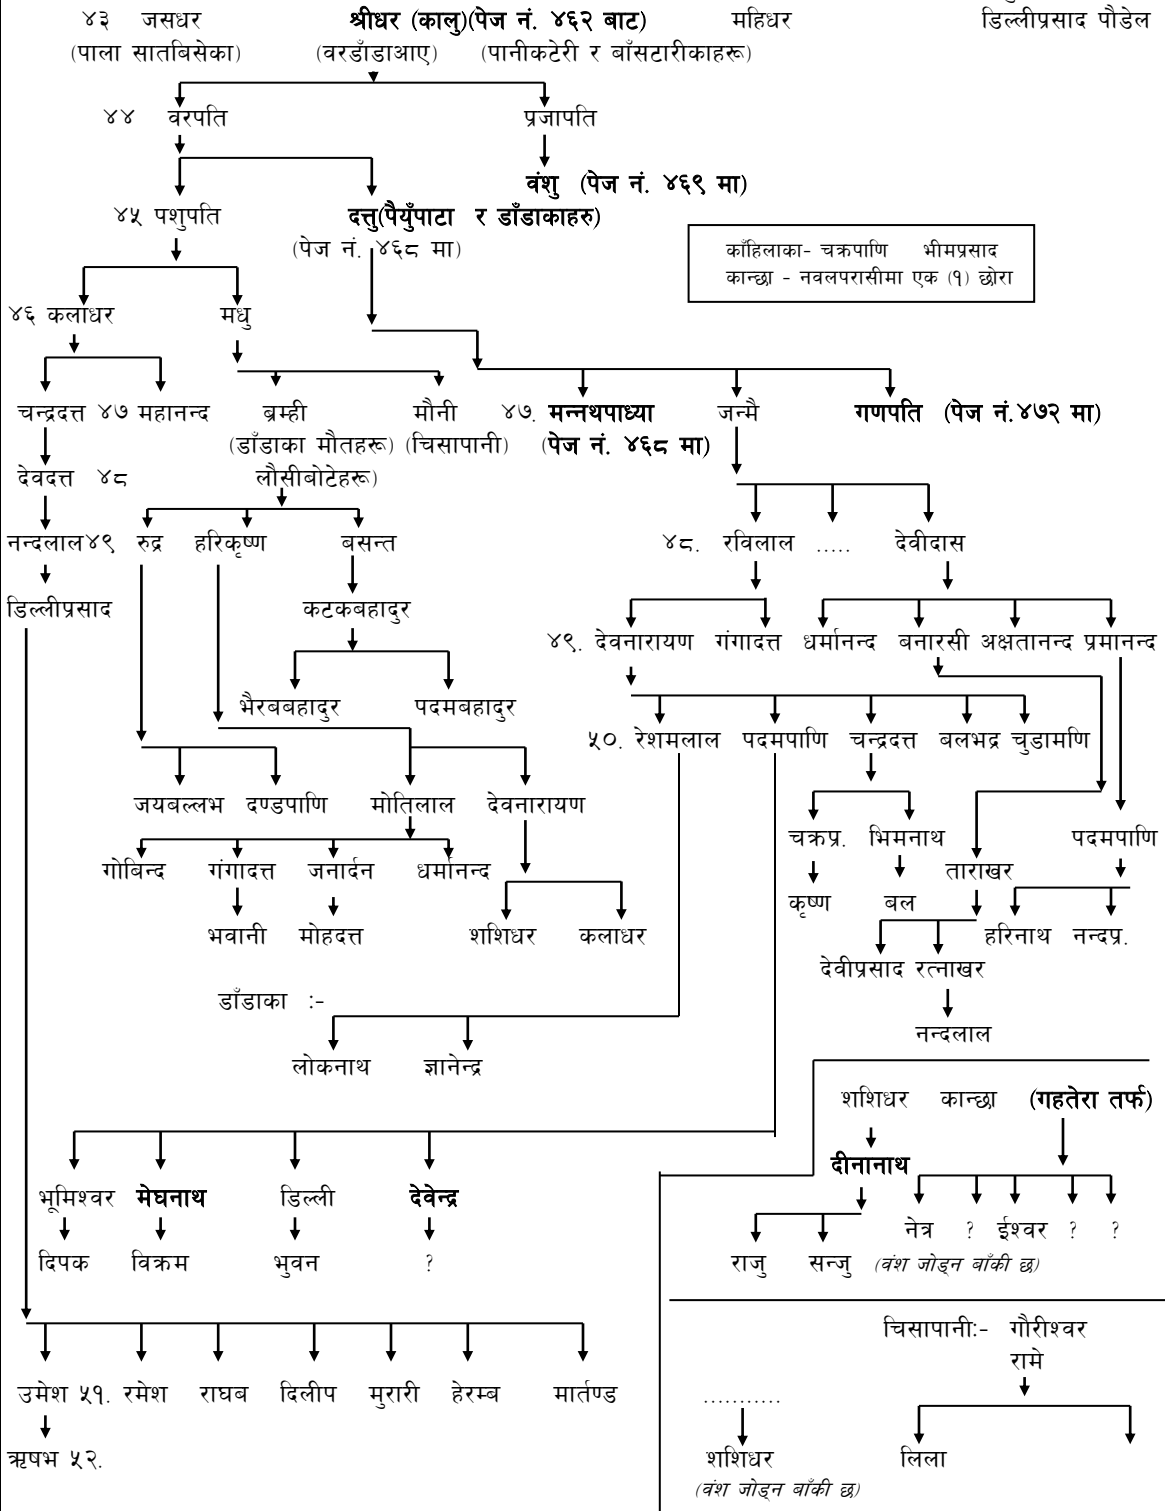 ४३ जसधर श्रीधर (कालु)(पेज नं. ४६२ बाट) महिधर डिल्लीप्रसाद पौडेल
(पाला सातबिसेका) (वरडाँडाआए) (पानीकटेरी र बाँसटारीकाहरू)
४४ वरपति प्रजापति
वंशु (पेज नं. ४६९ मा)
४५ पशुपति दत्तु(पैयुँपाटा र डाँडाकाहरु)
(पेज नं. ४६८ मा)
काँहिलाका- चक्रपाणि भीमप्रसाद
कान्छा - नवलपरासीमा एक (१) छोरा
४६ कलाधर मधु
चन्द्रदत्त ४७ महानन्द ब्रम्ही मौनी ४७. मन्नथपाध्या जन्मै गणपति (पेज नं.४७२ मा)
(डाँडाका मौतहरू) (चिसापानी) (पेज नं. ४६८ मा)
देवदत्त ४८ लौसीबोटेहरू)
नन्दलाल४९ रुद्र हरिकृष्ण बसन्त ४८. रविलाल ..... देवीदास
डिल्लीप्रसाद कटकबहादुर
४९. देवनारायण गंगादत्त धर्मानन्द बनारसी अक्षतानन्द प्रमानन्द
भैरबबहादुर पदमबहादुर
५०. रेशमलाल पदमपाणि चन्द्रदत्त बलभद्र चुडामणि
जयबल्लभ दण्डपाणि मोतिलाल देवनारायण
चक्रप्र. भिमनाथ पदमपाणि
गोबिन्द गंगादत्त जनार्दन धर्मानन्द ताराखर
कृष्ण बल
भवानी मोहदत्त शशिधर कलाधर हरिनाथ नन्दप्र.
देवीप्रसाद रत्नाखर
डाँडाका :-
नन्दलाल
लोकनाथ ज्ञानेन्द्र
शशिधर कान्छा (गहतेरा तर्फ)
दीनानाथ
भूमिश्वर मेघनाथ डिल्ली देवेन्द्र
नेत्र ? ईश्वर ? ?
दिपक विक्रम भुवन ? राजु सन्जु (वंश जोड्न बाँकी छ)
चिसापानी:- गौरीश्वर
रामे
उमेश ५१. रमेश राघब दिलीप मुरारी हेरम्ब मार्तण्ड
...........
ऋषभ ५२. शशिधर लिला
(वंश जोड्न बाँकी छ)